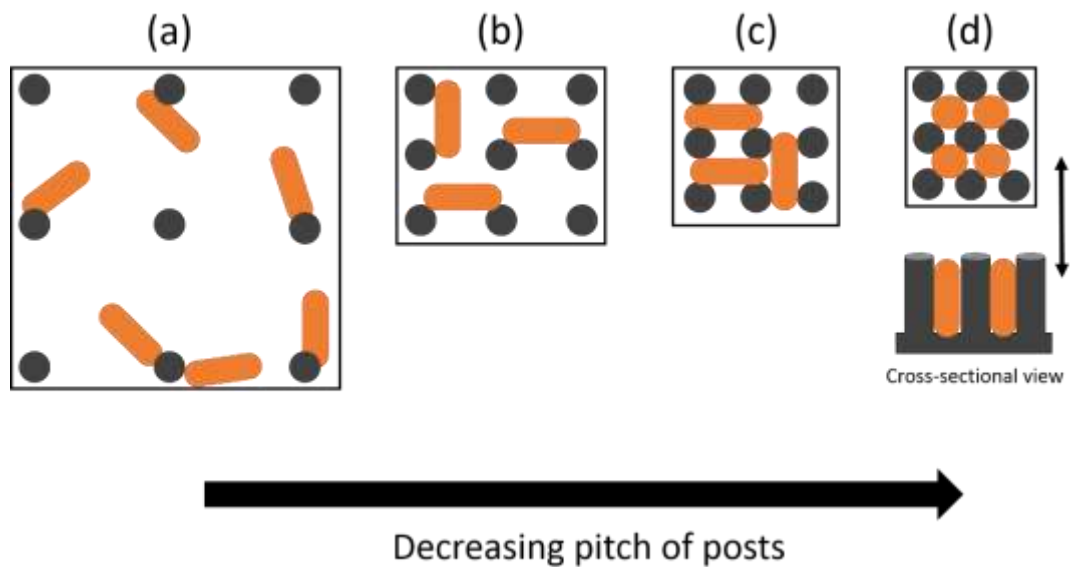 (a)
(b)
(c)
(d)
Cross-sectional view
Decreasing pitch of posts